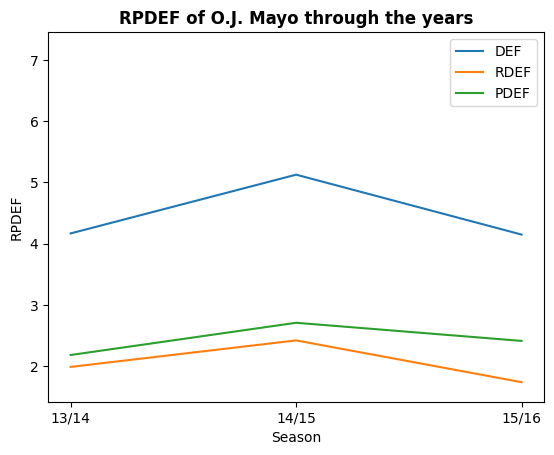 RPDEF of O.J. Mayo through the years
DEF
RDEF
PDEF
7
6
5
4
3
2
RPDEF
13/14
14/15
15/16
Season